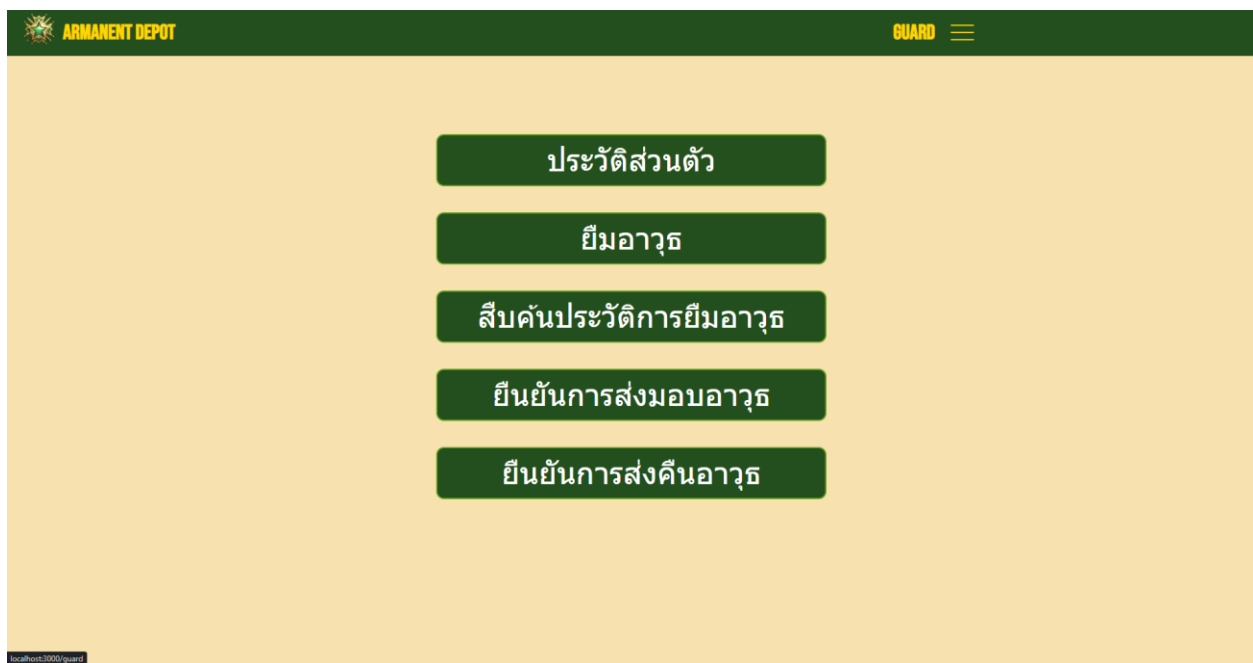 ARMANENT DEPOT
GUARD
ประวัติส่วนตัว
ยืมอาวุธ
สืบค้นประวัติการยืมอาวุธ
ยืนยันการส่งมอบอาวุธ
ยืนยันการส่งคืนอาวุธ
localhost:3000/guard